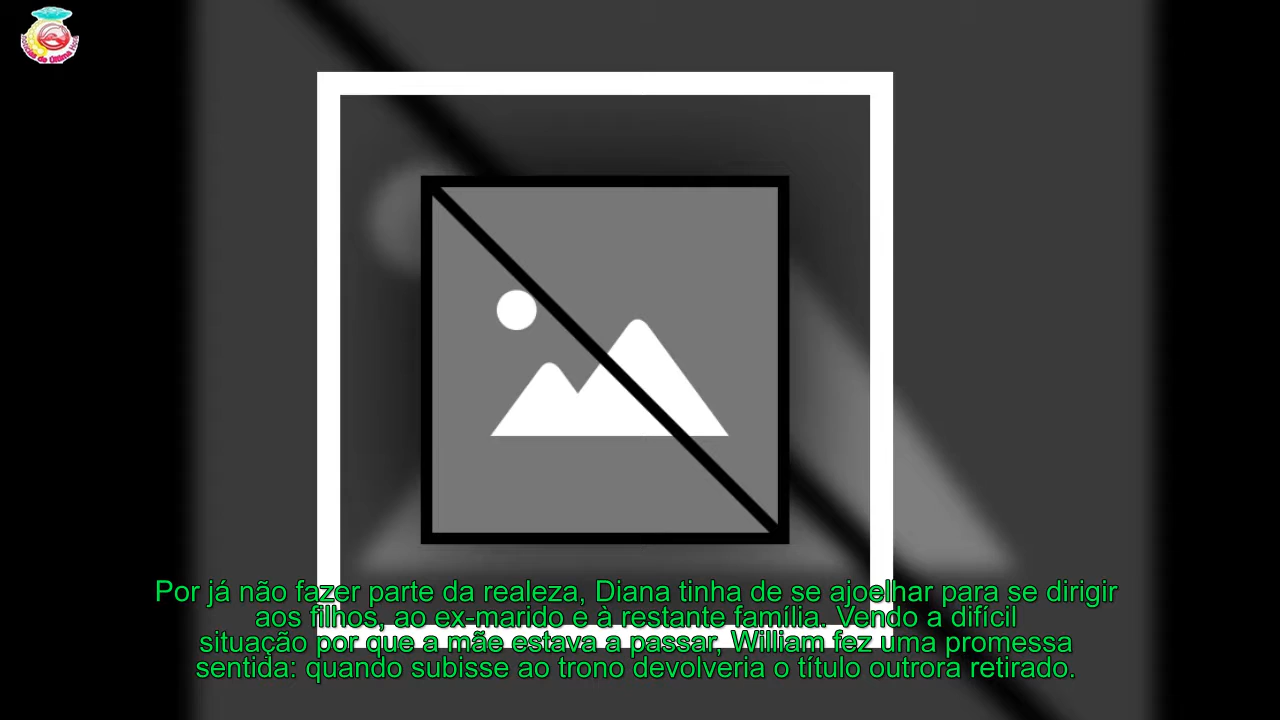 Por já não fazer parte da realeza, Diana tinha de se ajoelhar para se dirigir
aos filhos, ao ex-marido e à restante família. Vendo a difícil
situação por que a mãe estava a passar, William fez uma promessa
sentida: quando subisse ao trono devolveria o título outrora retirado.